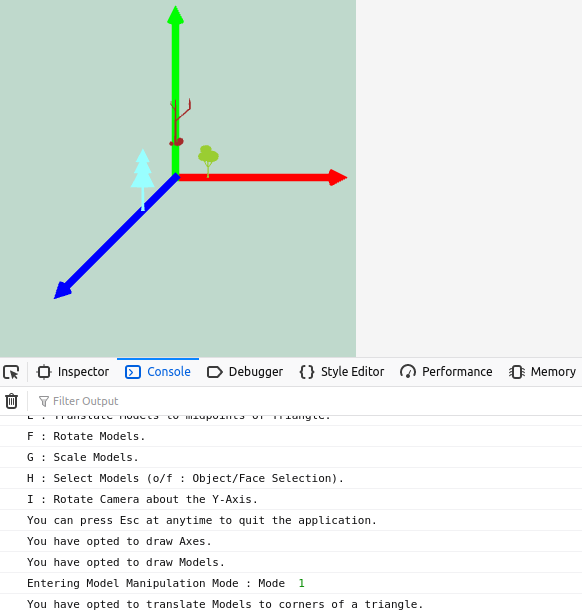 Inspector Console Debugger Style Editor Performance Memory
Filter Output
E : Translate Models to midpoints of Triangle.
F : Rotate Models.
G : Scale Models.
H : Select Models (o/f : Object/Face Selection).
I : Rotate Camera about the Y-Axis.
You can press Esc at anytime to quit the application.
You have opted to draw Axes.
You have opted to draw Models.
Entering Model Manipulation Mode : Mode 1
You have opted to translate Models to corners of a triangle.